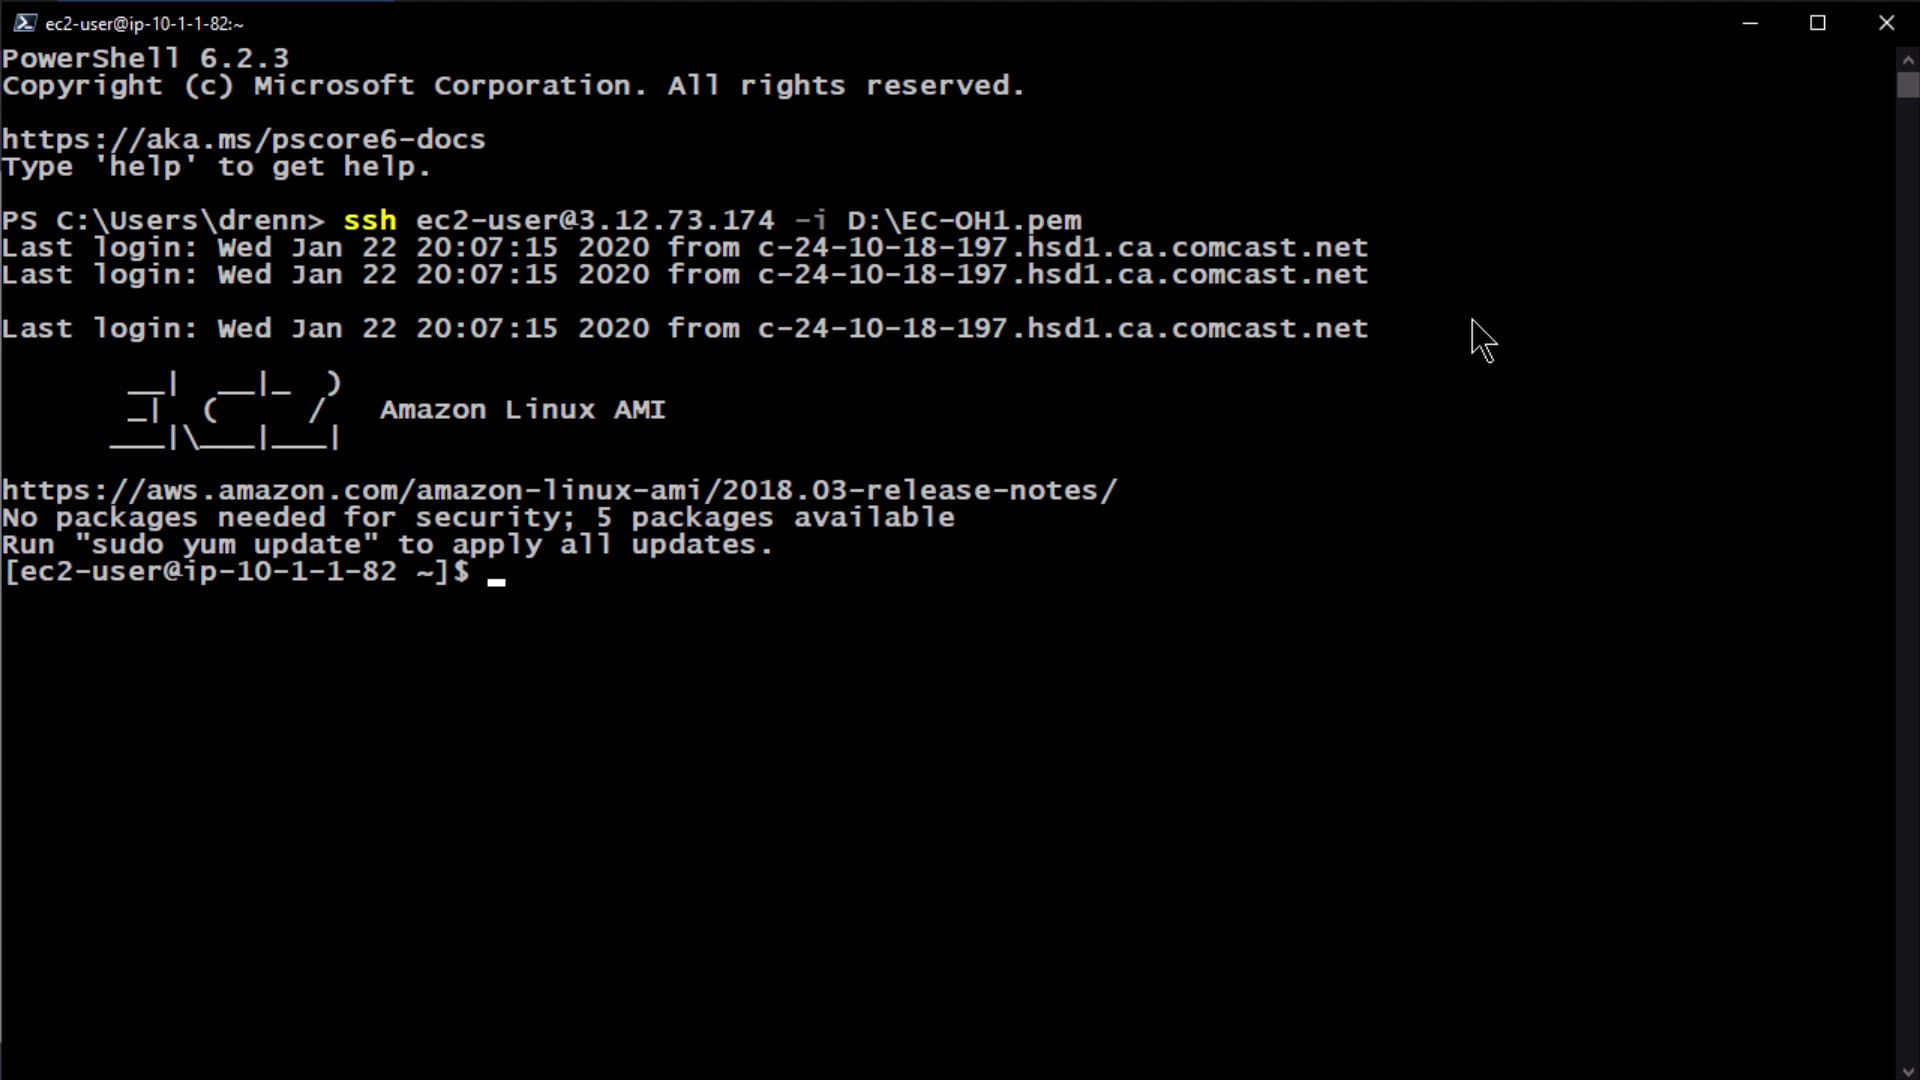 ec2-user@ip-10-1-1-82:~
PowerShell 6.2.3
Copyright (c) Microsoft Corporation. All rights reserved.
https://aka.ms/pscore6-docs
Type 'help' to get help.
PS C:\Users\drenn> ssh ec2-user@3.12.73.174 -i D:\EC-OH1.pem
Last login: Wed Jan 22 20:07:15 2020 from c-24-10-18-197.hsd1.ca.comcast.net
Last login: Wed Jan 22 20:07:15 2020 from c-24-10-18-197.hsd1.ca.comcast.net
Last login: Wed Jan 22 20:07:15 2020 from c-24-10-18-197.hsd1.ca.comcast.net
       __|  __|_  )
       _|  (     /   Amazon Linux AMI
      ___|\___|___|
https://aws.amazon.com/amazon-linux-ami/2018.03-release-notes/
No packages needed for security; 5 packages available
Run "sudo yum update" to apply all updates.
[ec2-user@ip-10-1-1-82 ~]$